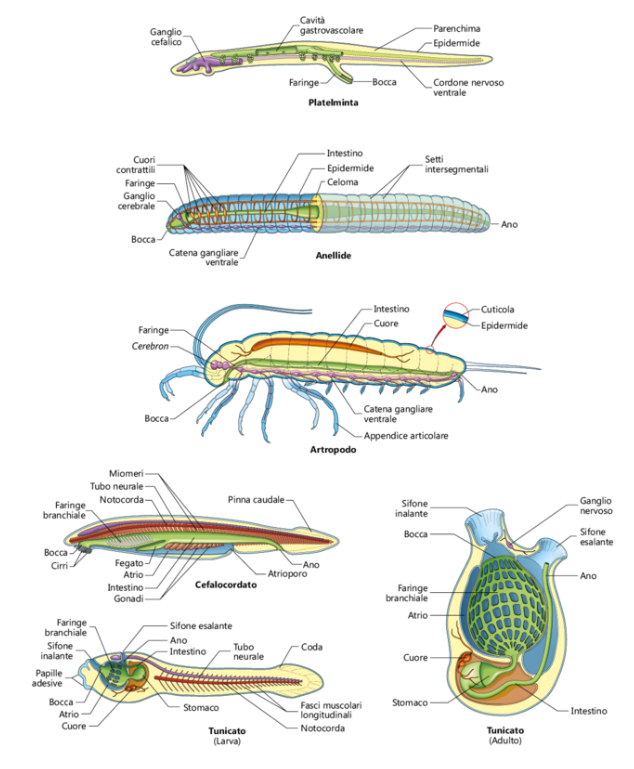 Ganglio
cefalico
Cavità
gastrovascolare
Parenchima
Epidermide
Faringe
Bocca
Cordone nervoso
ventrale
Platelminta
Cuori
contrattili
Faringe
Ganglio
cerebrale
Bocca
Intestino
Epidermide
Celoma
Setti
intersegmentali
Ano
Catena gangliare
ventrale
Anellide
Faringe
Cerebron
Bocca
Intestino
Cuore
Cuticola
Epidermide
Ano
Catena gangliare
ventrale
Appendice articolare
Artropodo
Miomeri
Tubo neurale
Notocorda
Faringe
branchiale
Pinna caudale
Bocca
Cirri
Fegato
Atrio
Intestino
Gonadi
Ano
Atrioporo
Cefalocordato
Faringe
branchiale
Sifone
inalante
Papille
adesive
Bocca
Atrio
Cuore
Sifone esalante
Ano
Intestino
Tubo
neurale
Coda
Stomaco
Fasci muscolari
longitudinali
Notocorda
Tunicato
(Larva)
Sifone
inalante
Bocca
Ganglio
nervoso
Sifone
esalante
Ano
Faringe
branchiale
Atrio
Cuore
Stomaco
Intestino
Tunicato
(Adulto)